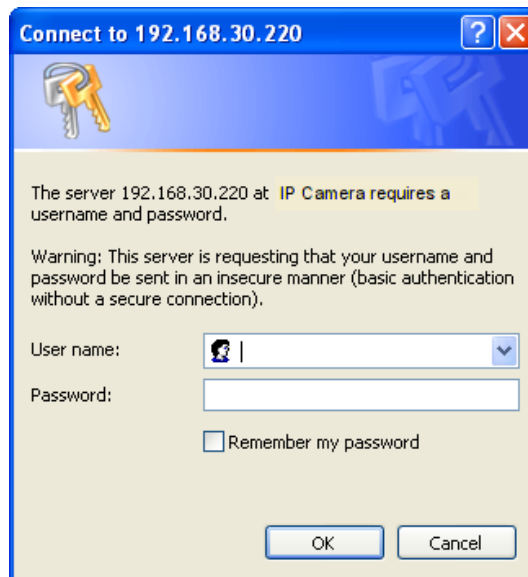 Connect to 192.168.30.220
The server 192.168.30.220 at IP Camera requires a
username and password.
Warning: This server is requesting that your username and
password be sent in an insecure manner (basic authentication
without a secure connection).
User name:
Password:
Remember my password
OK Cancel